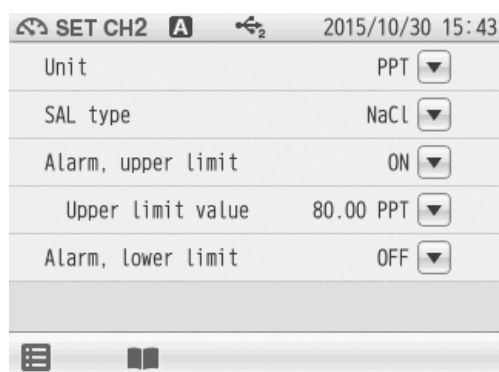 SET CH2 A 2 2015/10/30 15:43
Unit PPT
SAL type NaCl
Alarm, upper limit ON
Upper limit value 80.00 PPT
Alarm, lower limit OFF